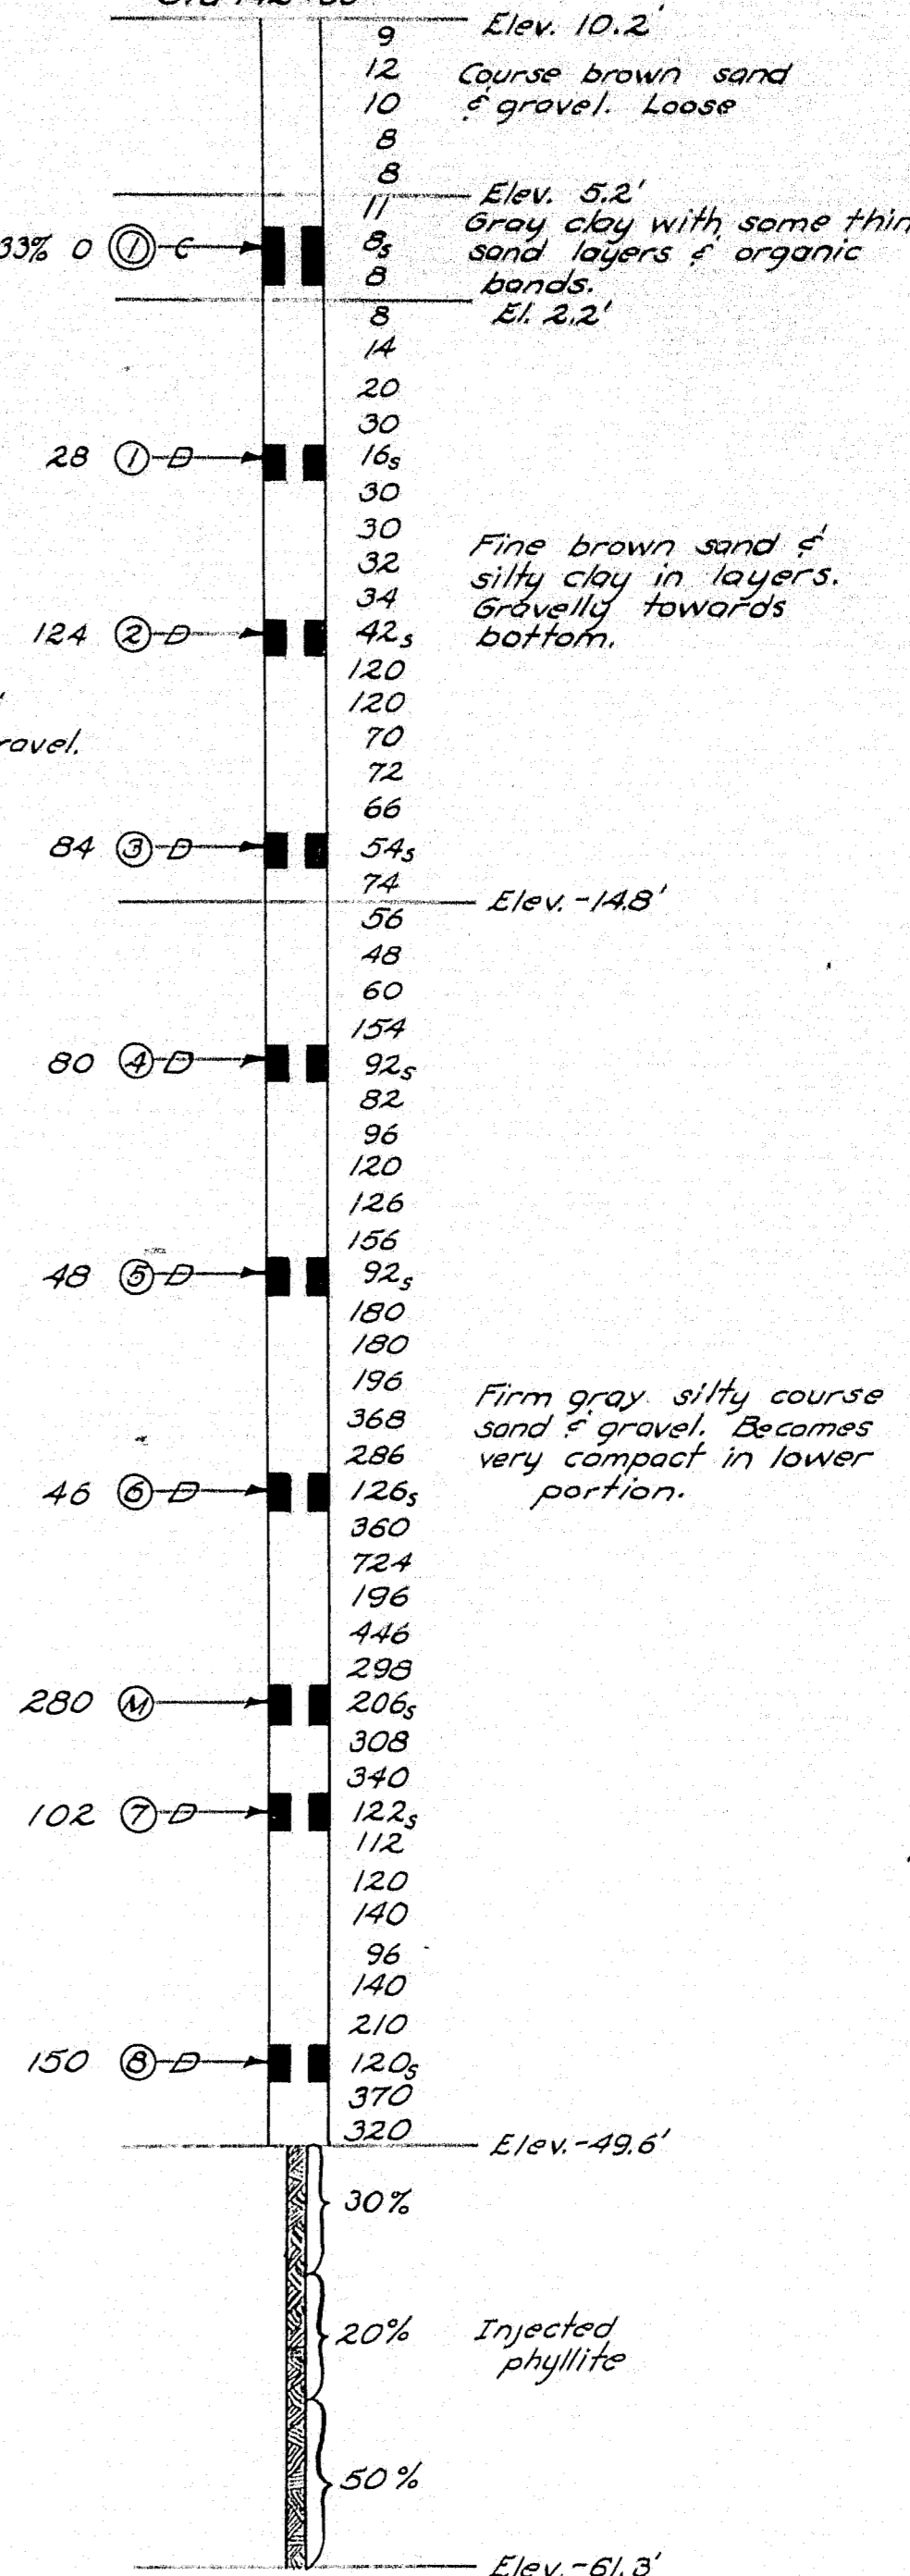 Elev. 10.2'
9
12 Course brown sand
10 & gravel. Loose
8
8
Elev. 5.2'
11 Gray clay with some thin
33% 0 1 C 8s sand layers & organic
8 bands.
El. 2.2'
8
14
20
30
28 1 D 16s
30
30 Fine brown sand &
32 silty clay in layers.
34 Gravelly towards
124 2 D 42s bottom.
120
120
70
72
66
84 3 D 54s
74
Elev. -14.8'
56
48
60
154
80 4 D 92s
82
96
120
126
156
48 5 D 92s
180
180
196 Firm gray silty course
368 sand & gravel. Becomes
286 very compact in lower
46 6 D 126s portion.
360
724
196
446
298
280 M 206s
308
340
102 7 D 122s
112
120
140
96
140
210
150 8 D 120s
370
320
Elev. -49.6'
30%
20% Injected
phyllite
50%
Elev. -61.3'